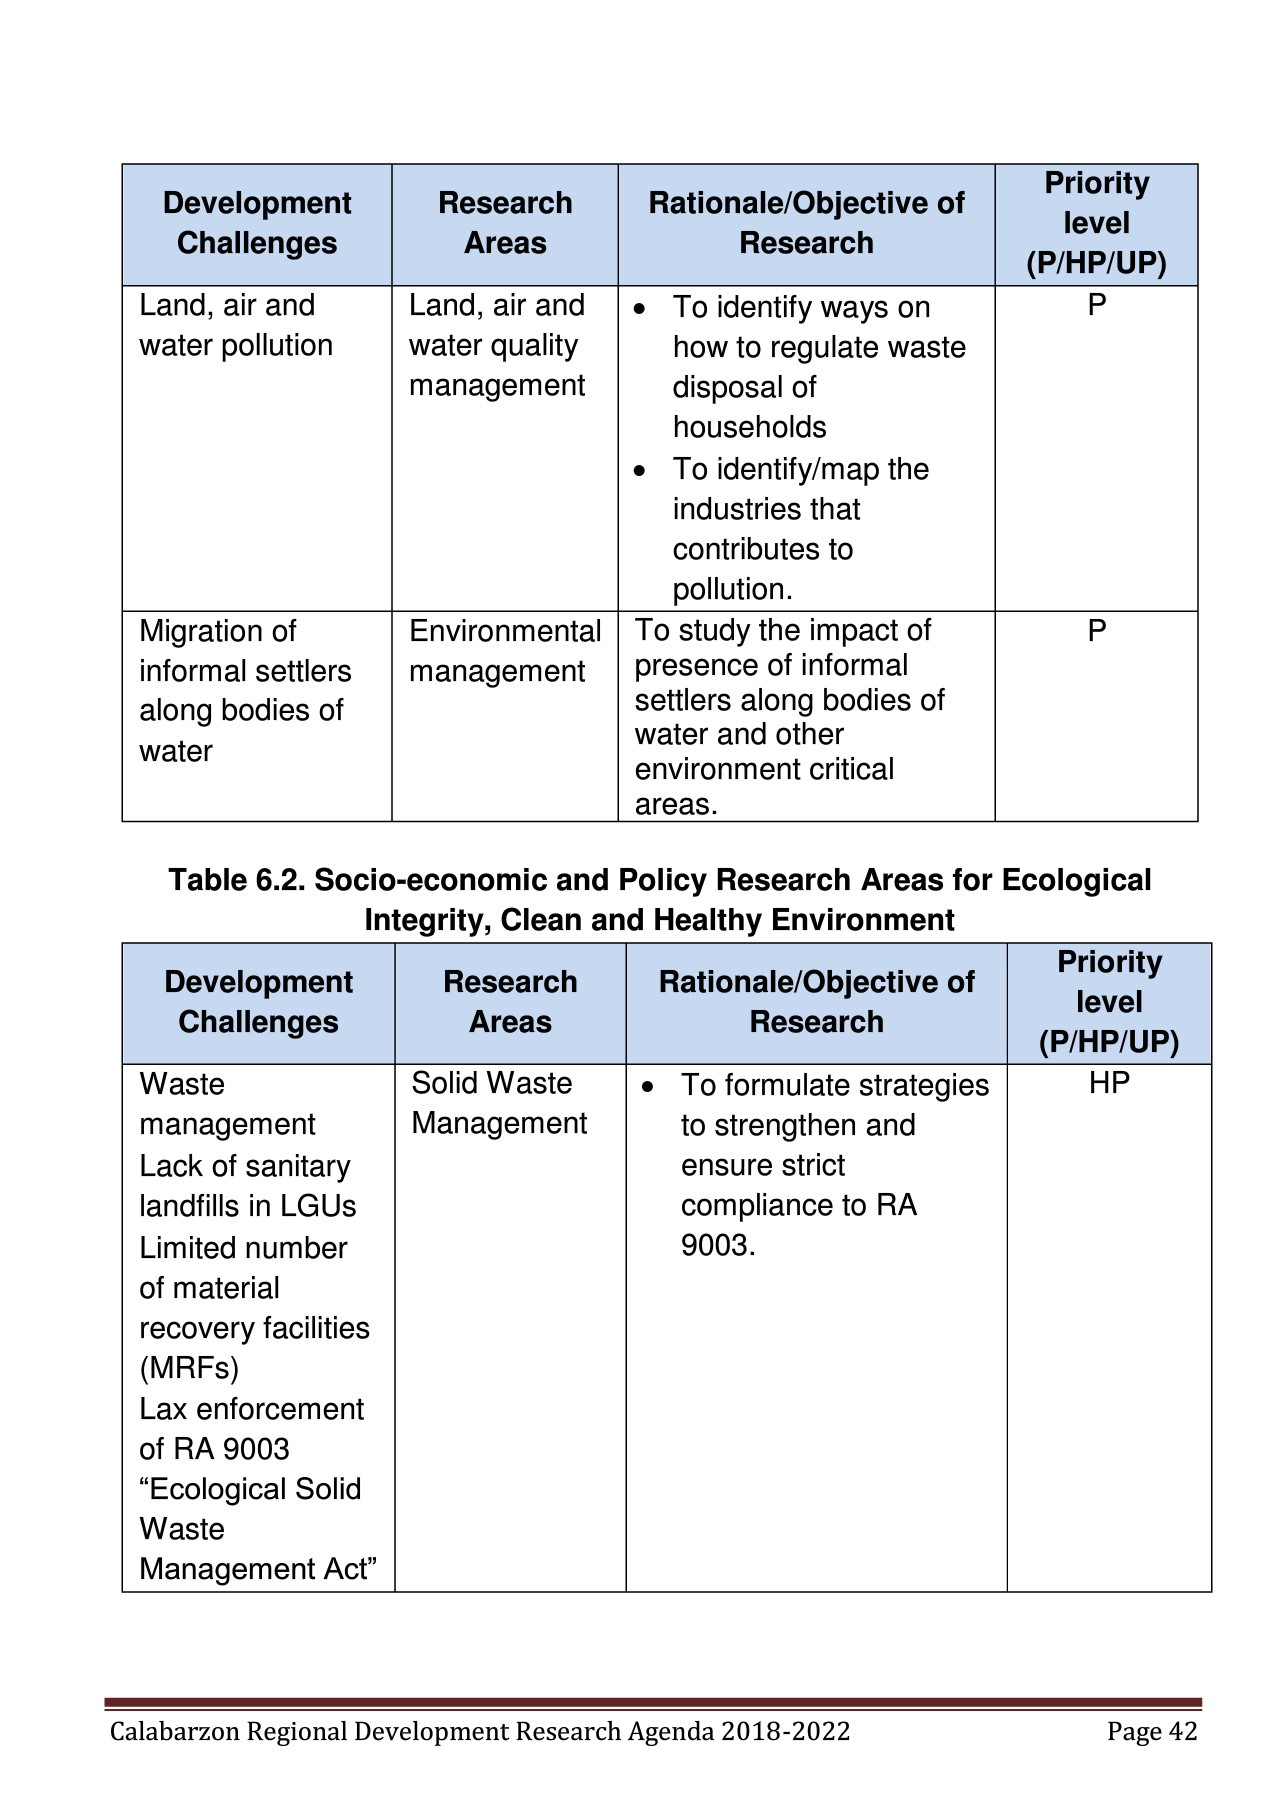 Development Challenges
Research Areas
Rationale/Objective of Research
Priority level (P/HP/UP)
Land, air and
water pollution
Land, air and
water quality
management
• To identify ways on
how to regulate waste
disposal of
households
• To identify/map the
industries that
contributes to
pollution.
P
Migration of
informal settlers
along bodies of
water
Environmental
management
To study the impact of
presence of informal
settlers along bodies of
water and other
environment critical
areas.
P
Table 6.2. Socio-economic and Policy Research Areas for Ecological
Integrity, Clean and Healthy Environment
Development
Challenges
Research
Areas
Rationale/Objective of
Research
Priority
level
(P/HP/UP)
Waste
management
Lack of sanitary
landfills in LGUs
Limited number
of material
recovery facilities
(MRFs)
Lax enforcement
of RA 9003
“Ecological Solid
Waste
Management Act”
Solid Waste
Management
• To formulate strategies
to strengthen and
ensure strict
compliance to RA
9003.
HP
Calabarzon Regional Development Research Agenda 2018-2022
Page 42